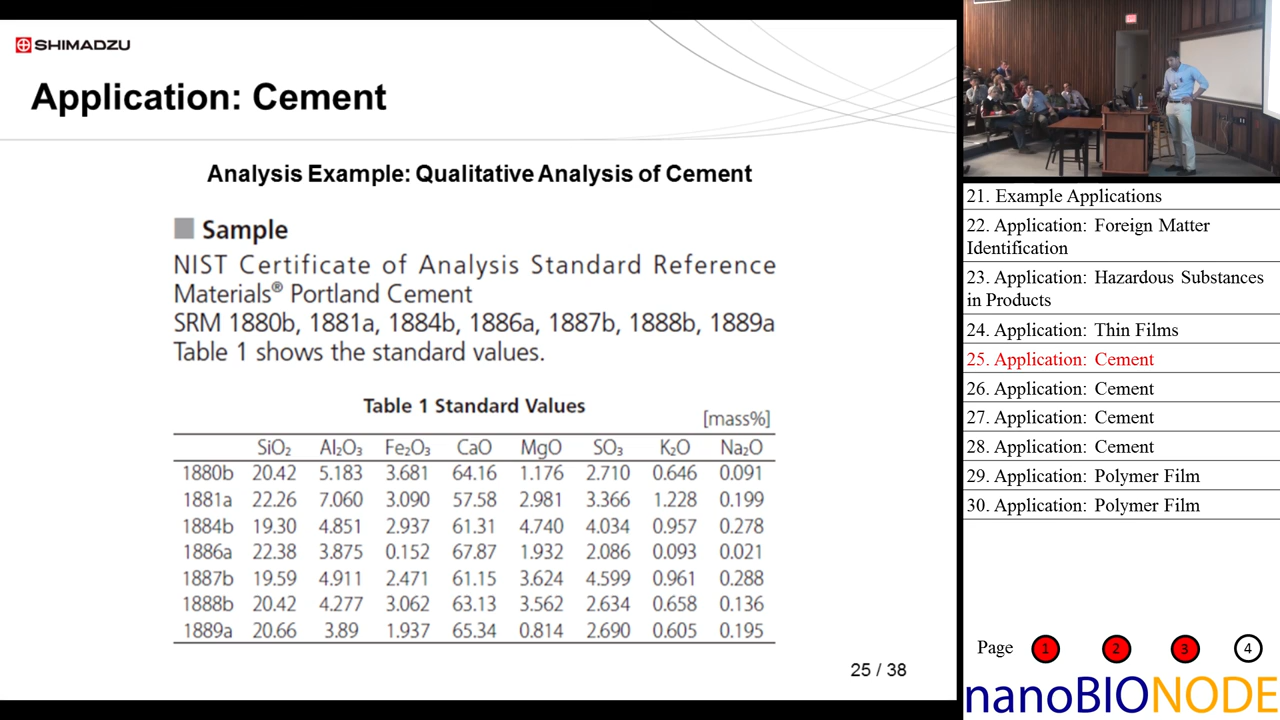 SHIMADZU
Application: Cement
Analysis Example: Qualitative Analysis of Cement
Sample
NIST Certificate of Analysis Standard Reference
Materials® Portland Cement
SRM 1880b, 1881a, 1884b, 1886a, 1887b, 1888b, 1889a
Table 1 shows the standard values.
Table 1 Standard Values
[mass%]
SiO₂ Al₂O₃ Fe₂O₃ CaO MgO SO₃ K₂O Na₂O
1880b 20.42 5.183 3.681 64.16 1.176 2.710 0.646 0.091
1881a 22.26 7.060 3.090 57.58 2.981 3.366 1.228 0.199
1884b 19.30 4.851 2.937 61.31 4.740 4.034 0.957 0.278
1886a 22.38 3.875 0.152 67.87 1.932 2.086 0.093 0.021
1887b 19.59 4.911 2.471 61.15 3.624 4.599 0.961 0.288
1888b 20.42 4.277 3.062 63.13 3.562 2.634 0.658 0.136
1889a 20.66 3.89 1.937 65.34 0.814 2.690 0.605 0.195
25 / 38
21. Example Applications
22. Application: Foreign Matter
Identification
23. Application: Hazardous Substances
in Products
24. Application: Thin Films
25. Application: Cement
26. Application: Cement
27. Application: Cement
28. Application: Cement
29. Application: Polymer Film
30. Application: Polymer Film
Page 1 2 3 4
nanoBIONODE